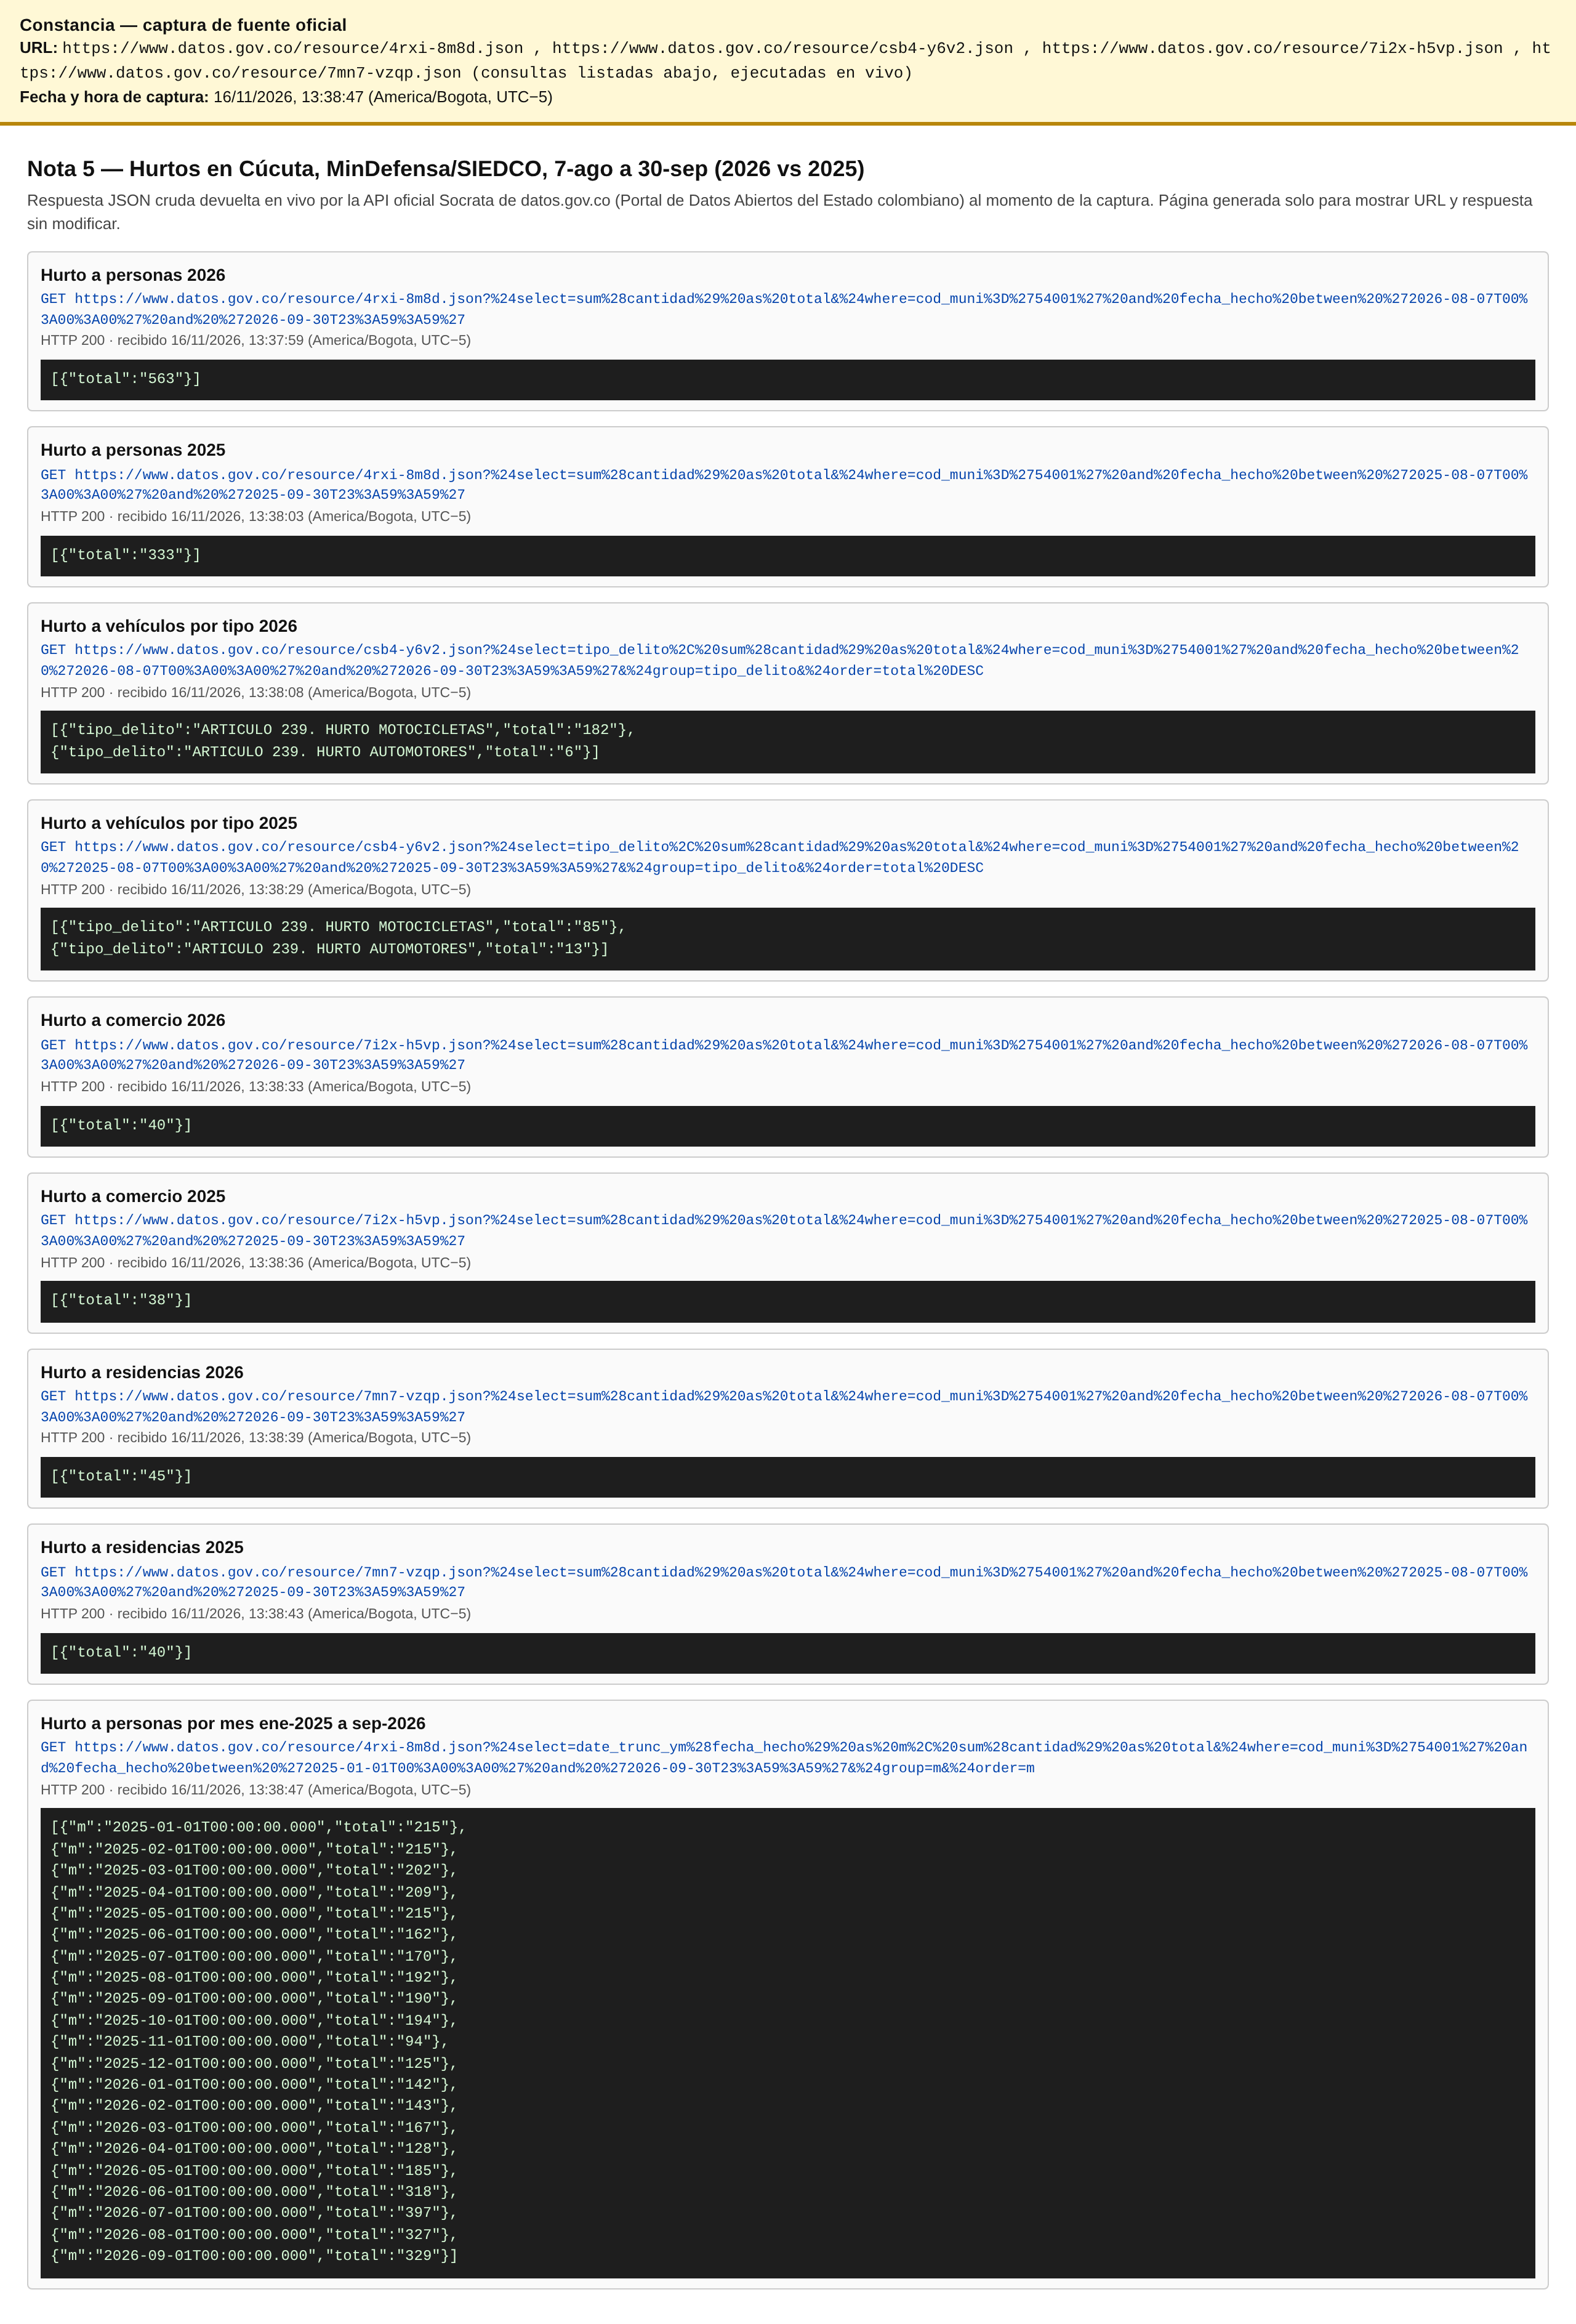 Constancia — captura de fuente oficial
URL: https://www.datos.gov.co/resource/4rxi-8m8d.json , https://www.datos.gov.co/resource/csb4-y6v2.json , https://www.datos.gov.co/resource/7i2x-h5vp.json , ht
tps://www.datos.gov.co/resource/7mn7-vzqp.json (consultas listadas abajo, ejecutadas en vivo)
Fecha y hora de captura: 16/11/2026, 13:38:47 (America/Bogota, UTC−5)
Nota 5 — Hurtos en Cúcuta, MinDefensa/SIEDCO, 7-ago a 30-sep (2026 vs 2025)
Respuesta JSON cruda devuelta en vivo por la API oficial Socrata de datos.gov.co (Portal de Datos Abiertos del Estado colombiano) al momento de la captura. Página generada solo para mostrar URL y respuesta
sin modificar.
Hurto a personas 2026
GET https://www.datos.gov.co/resource/4rxi-8m8d.json?%24select=sum%28cantidad%29%20as%20total&%24where=cod_muni%3D%2754001%27%20and%20fecha_hecho%20between%20%272026-08-07T00%
3A00%3A00%27%20and%20%272026-09-30T23%3A59%3A59%27
HTTP 200 · recibido 16/11/2026, 13:37:59 (America/Bogota, UTC−5)
[{"total":"563"}]
Hurto a personas 2025
GET https://www.datos.gov.co/resource/4rxi-8m8d.json?%24select=sum%28cantidad%29%20as%20total&%24where=cod_muni%3D%2754001%27%20and%20fecha_hecho%20between%20%272025-08-07T00%
3A00%3A00%27%20and%20%272025-09-30T23%3A59%3A59%27
HTTP 200 · recibido 16/11/2026, 13:38:03 (America/Bogota, UTC−5)
[{"total":"333"}]
Hurto a vehículos por tipo 2026
GET https://www.datos.gov.co/resource/csb4-y6v2.json?%24select=tipo_delito%2C%20sum%28cantidad%29%20as%20total&%24where=cod_muni%3D%2754001%27%20and%20fecha_hecho%20between%2
0%272026-08-07T00%3A00%3A00%27%20and%20%272026-09-30T23%3A59%3A59%27&%24group=tipo_delito&%24order=total%20DESC
HTTP 200 · recibido 16/11/2026, 13:38:08 (America/Bogota, UTC−5)
[{"tipo_delito":"ARTICULO 239. HURTO MOTOCICLETAS","total":"182"},
{"tipo_delito":"ARTICULO 239. HURTO AUTOMOTORES","total":"6"}]
Hurto a vehículos por tipo 2025
GET https://www.datos.gov.co/resource/csb4-y6v2.json?%24select=tipo_delito%2C%20sum%28cantidad%29%20as%20total&%24where=cod_muni%3D%2754001%27%20and%20fecha_hecho%20between%2
0%272025-08-07T00%3A00%3A00%27%20and%20%272025-09-30T23%3A59%3A59%27&%24group=tipo_delito&%24order=total%20DESC
HTTP 200 · recibido 16/11/2026, 13:38:29 (America/Bogota, UTC−5)
[{"tipo_delito":"ARTICULO 239. HURTO MOTOCICLETAS","total":"85"},
{"tipo_delito":"ARTICULO 239. HURTO AUTOMOTORES","total":"13"}]
Hurto a comercio 2026
GET https://www.datos.gov.co/resource/7i2x-h5vp.json?%24select=sum%28cantidad%29%20as%20total&%24where=cod_muni%3D%2754001%27%20and%20fecha_hecho%20between%20%272026-08-07T00%
3A00%3A00%27%20and%20%272026-09-30T23%3A59%3A59%27
HTTP 200 · recibido 16/11/2026, 13:38:33 (America/Bogota, UTC−5)
[{"total":"40"}]
Hurto a comercio 2025
GET https://www.datos.gov.co/resource/7i2x-h5vp.json?%24select=sum%28cantidad%29%20as%20total&%24where=cod_muni%3D%2754001%27%20and%20fecha_hecho%20between%20%272025-08-07T00%
3A00%3A00%27%20and%20%272025-09-30T23%3A59%3A59%27
HTTP 200 · recibido 16/11/2026, 13:38:36 (America/Bogota, UTC−5)
[{"total":"38"}]
Hurto a residencias 2026
GET https://www.datos.gov.co/resource/7mn7-vzqp.json?%24select=sum%28cantidad%29%20as%20total&%24where=cod_muni%3D%2754001%27%20and%20fecha_hecho%20between%20%272026-08-07T00%
3A00%3A00%27%20and%20%272026-09-30T23%3A59%3A59%27
HTTP 200 · recibido 16/11/2026, 13:38:39 (America/Bogota, UTC−5)
[{"total":"45"}]
Hurto a residencias 2025
GET https://www.datos.gov.co/resource/7mn7-vzqp.json?%24select=sum%28cantidad%29%20as%20total&%24where=cod_muni%3D%2754001%27%20and%20fecha_hecho%20between%20%272025-08-07T00%
3A00%3A00%27%20and%20%272025-09-30T23%3A59%3A59%27
HTTP 200 · recibido 16/11/2026, 13:38:43 (America/Bogota, UTC−5)
[{"total":"40"}]
Hurto a personas por mes ene-2025 a sep-2026
GET https://www.datos.gov.co/resource/4rxi-8m8d.json?%24select=date_trunc_ym%28fecha_hecho%29%20as%20m%2C%20sum%28cantidad%29%20as%20total&%24where=cod_muni%3D%2754001%27%20an
d%20fecha_hecho%20between%20%272025-01-01T00%3A00%3A00%27%20and%20%272026-09-30T23%3A59%3A59%27&%24group=m&%24order=m
HTTP 200 · recibido 16/11/2026, 13:38:47 (America/Bogota, UTC−5)
[{"m":"2025-01-01T00:00:00.000","total":"215"},
{"m":"2025-02-01T00:00:00.000","total":"215"},
{"m":"2025-03-01T00:00:00.000","total":"202"},
{"m":"2025-04-01T00:00:00.000","total":"209"},
{"m":"2025-05-01T00:00:00.000","total":"215"},
{"m":"2025-06-01T00:00:00.000","total":"162"},
{"m":"2025-07-01T00:00:00.000","total":"170"},
{"m":"2025-08-01T00:00:00.000","total":"192"},
{"m":"2025-09-01T00:00:00.000","total":"190"},
{"m":"2025-10-01T00:00:00.000","total":"194"},
{"m":"2025-11-01T00:00:00.000","total":"94"},
{"m":"2025-12-01T00:00:00.000","total":"125"},
{"m":"2026-01-01T00:00:00.000","total":"142"},
{"m":"2026-02-01T00:00:00.000","total":"143"},
{"m":"2026-03-01T00:00:00.000","total":"167"},
{"m":"2026-04-01T00:00:00.000","total":"128"},
{"m":"2026-05-01T00:00:00.000","total":"185"},
{"m":"2026-06-01T00:00:00.000","total":"318"},
{"m":"2026-07-01T00:00:00.000","total":"397"},
{"m":"2026-08-01T00:00:00.000","total":"327"},
{"m":"2026-09-01T00:00:00.000","total":"329"}]